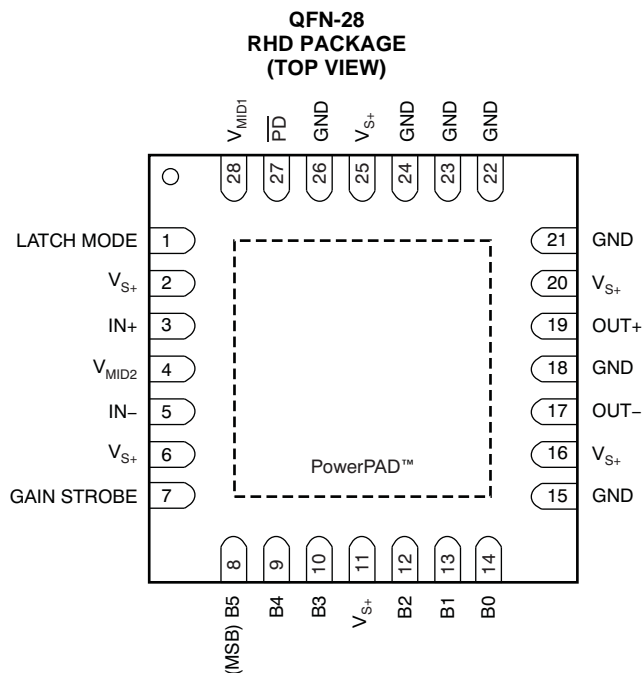 QFN-28
RHD PACKAGE
(TOP VIEW)
VMID1
PD
GND
VS+
GND
GND
GND
28
27
26
25
24
23
22
LATCH MODE 1
VS+ 2
IN+ 3
VMID2 4
IN− 5
VS+ 6
GAIN STROBE 7
21 GND
20 VS+
19 OUT+
18 GND
17 OUT−
16 VS+
15 GND
PowerPAD™
8
9
10
11
12
13
14
(MSB) B5
B4
B3
VS+
B2
B1
B0